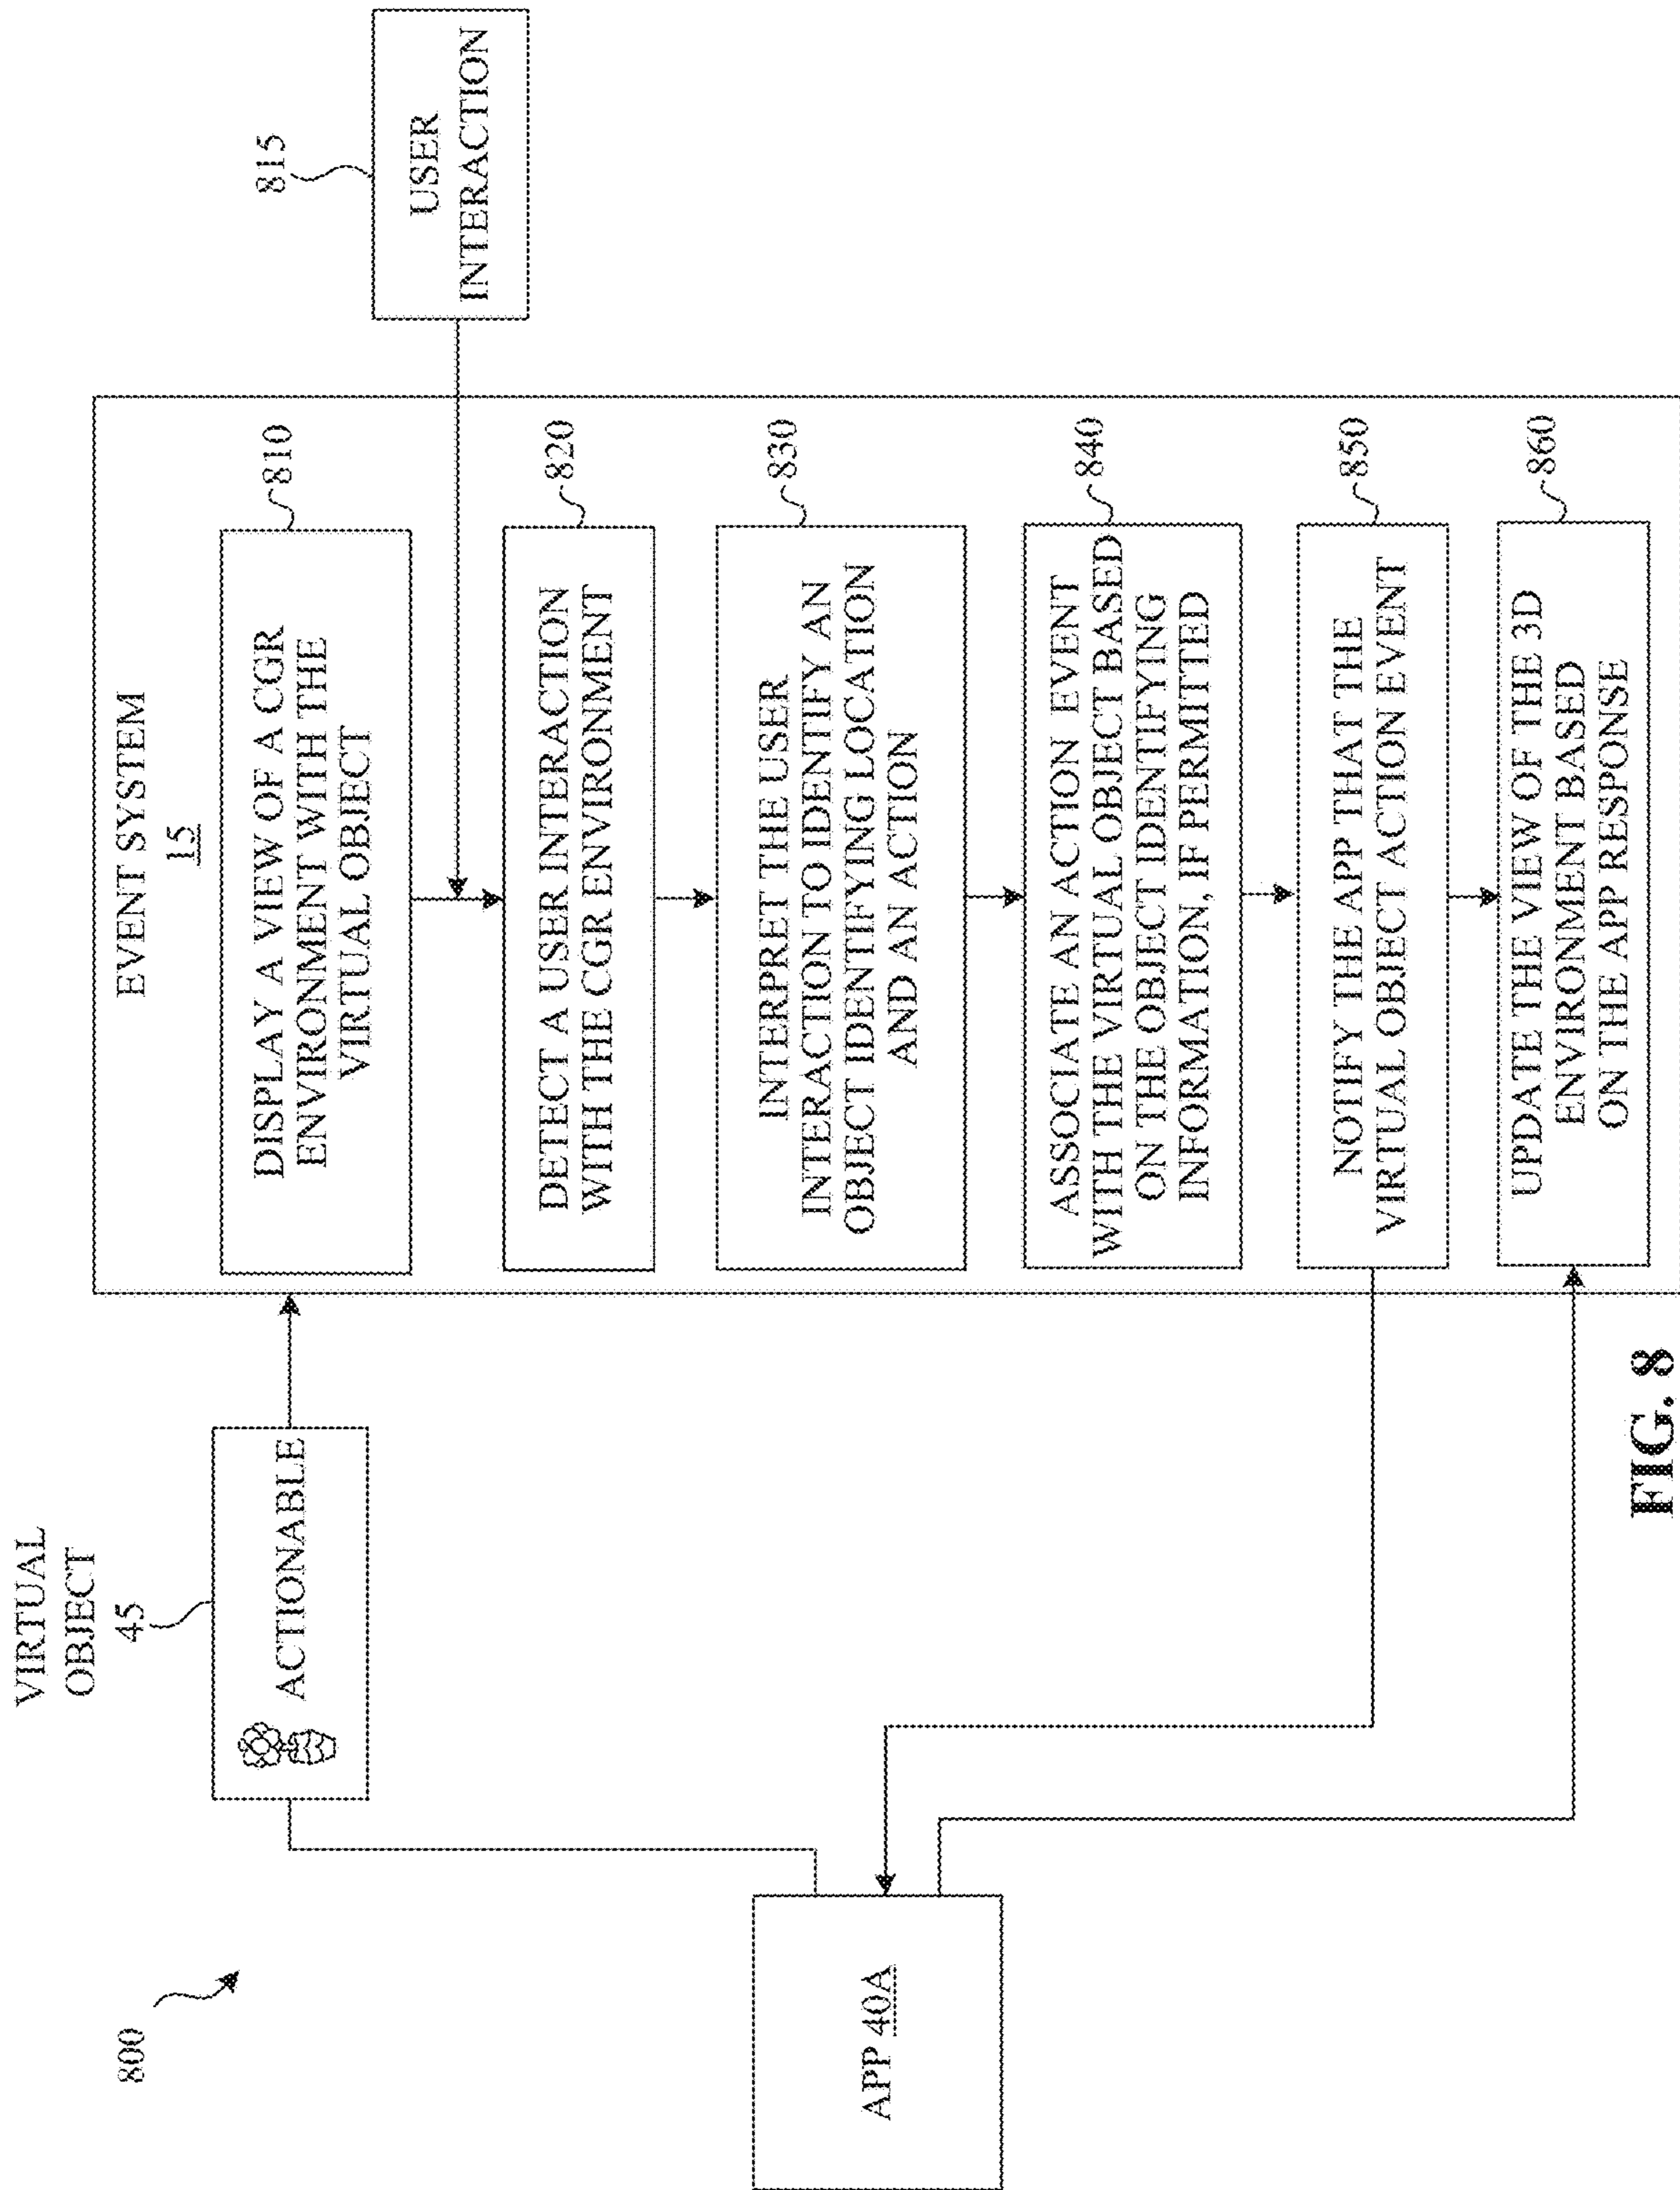 800
VIRTUAL
OBJECT
45
ACTIONABLE
APP 40A
EVENT SYSTEM
15
DISPLAY A VIEW OF A CGR
ENVIRONMENT WITH THE
VIRTUAL OBJECT
810
USER
INTERACTION
815
DETECT A USER INTERACTION
WITH THE CGR ENVIRONMENT
820
INTERPRET THE USER
INTERACTION TO IDENTIFY AN
OBJECT IDENTIFYING LOCATION
AND AN ACTION
830
ASSOCIATE AN ACTION EVENT
WITH THE VIRTUAL OBJECT BASED
ON THE OBJECT IDENTIFYING
INFORMATION, IF PERMITTED
840
NOTIFY THE APP THAT THE
VIRTUAL OBJECT ACTION EVENT
850
UPDATE THE VIEW OF THE 3D
ENVIRONMENT BASED
ON THE APP RESPONSE
860
FIG. 8